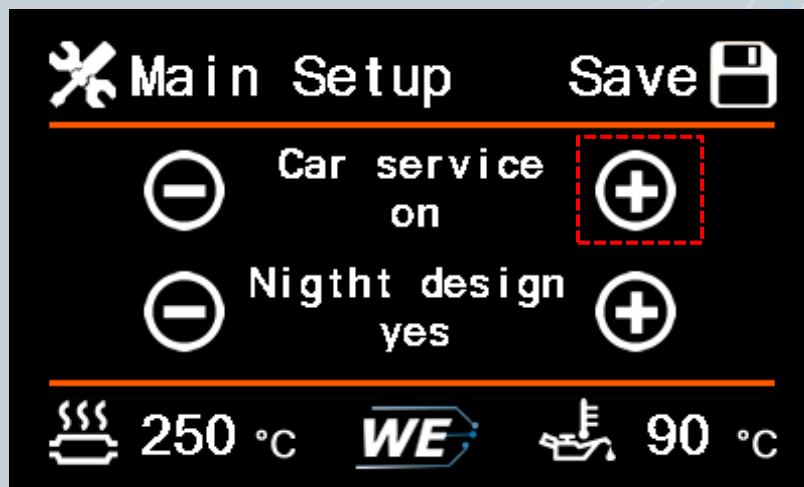 Main Setup Save
Car service
on
Nigtht design
yes
250 °C WE 90 °C